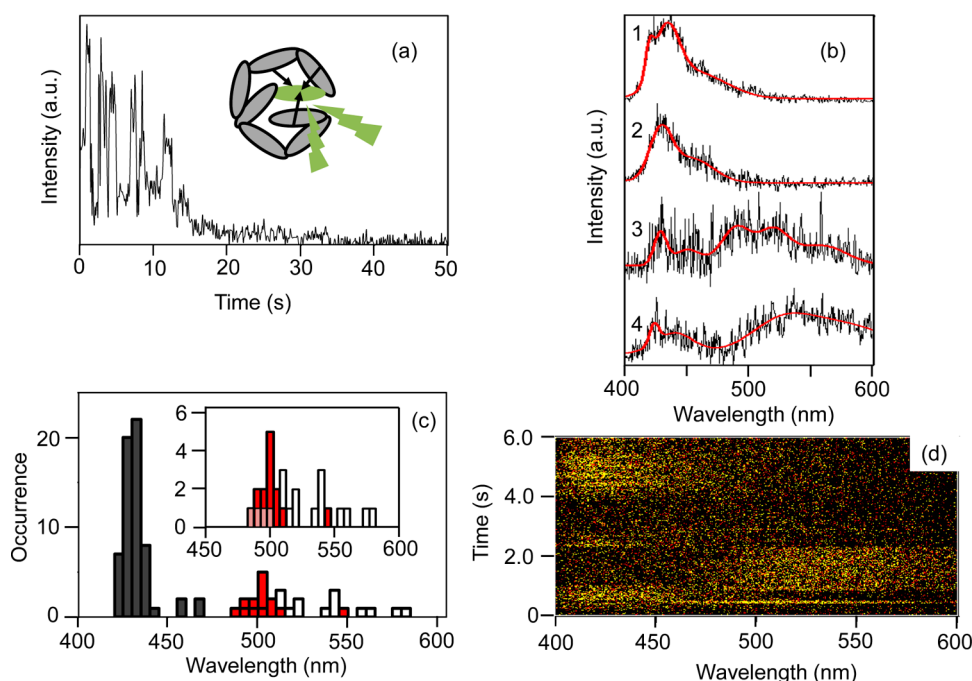 (a)
Intensity (a.u.)
0 10 20 30 40 50
Time (s)
(b)
1
2
3
4
Intensity (a.u.)
400 500 600
Wavelength (nm)
(c)
20
10
0
Occurrence
6
4
2
0
450 500 550 600
400 450 500 550 600
Wavelength (nm)
(d)
6.0
4.0
2.0
0
Time (s)
400 450 500 550 600
Wavelength (nm)